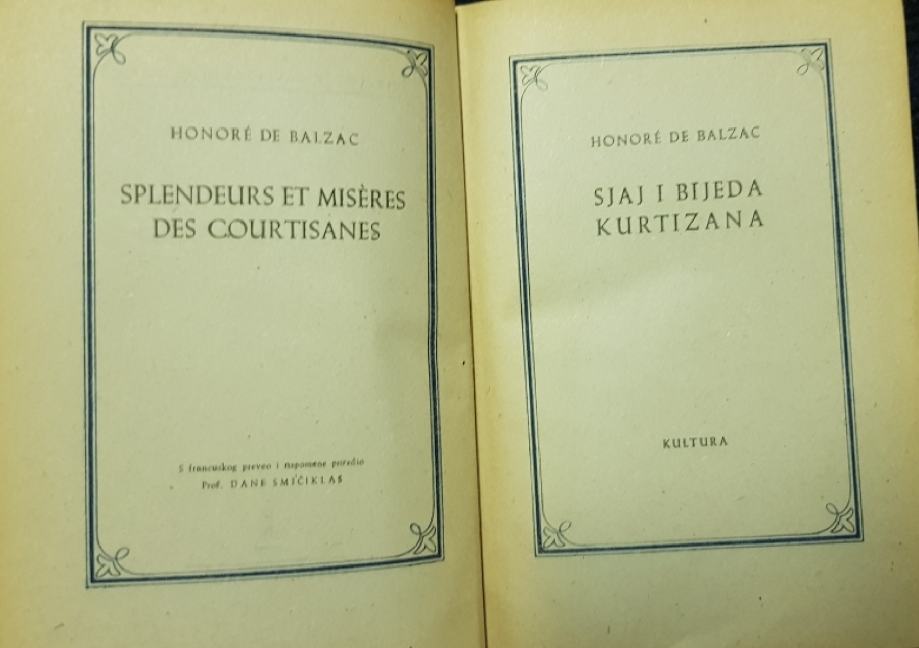 HONORÉ DE BALZAC
SPLENDEURS ET MISÈRES
DES COURTISANES
S francuskog preveo i napomene priredio
Prof. DANE SMIČIKLAS
HONORÉ DE BALZAC
SJAJ I BIJEDA
KURTIZANA
KULTURA